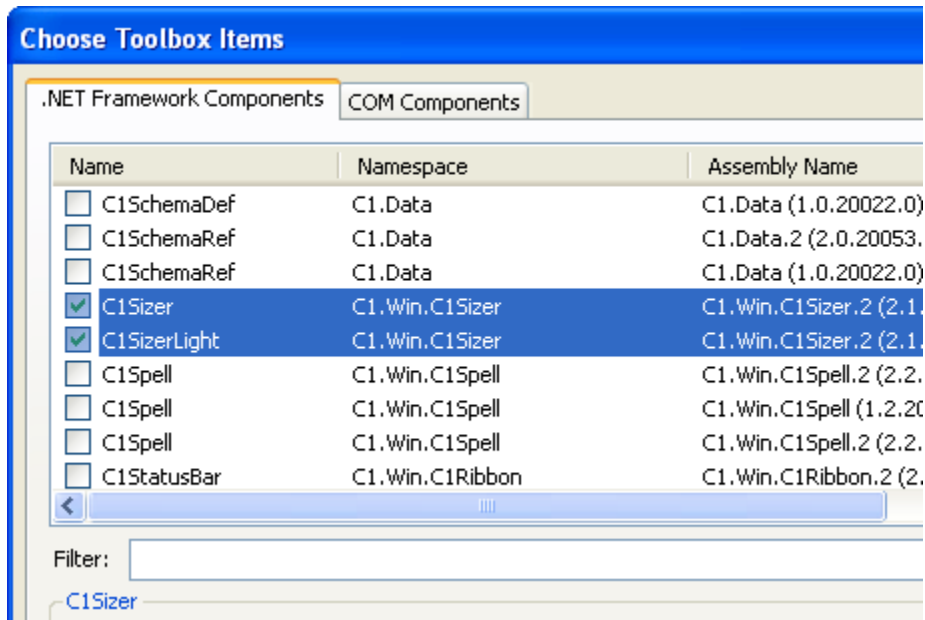 Choose Toolbox Items
.NET Framework Components COM Components
Name Namespace Assembly Name
C1SchemaDef C1.Data C1.Data (1.0.20022.0)
C1SchemaRef C1.Data C1.Data.2 (2.0.20053.
C1SchemaRef C1.Data C1.Data (1.0.20022.0)
C1Sizer C1.Win.C1Sizer C1.Win.C1Sizer.2 (2.1.
C1SizerLight C1.Win.C1Sizer C1.Win.C1Sizer.2 (2.1.
C1Spell C1.Win.C1Spell C1.Win.C1Spell.2 (2.2.
C1Spell C1.Win.C1Spell C1.Win.C1Spell (1.2.20
C1Spell C1.Win.C1Spell C1.Win.C1Spell.2 (2.2.
C1StatusBar C1.Win.C1Ribbon C1.Win.C1Ribbon.2 (2.
Filter:
C1Sizer